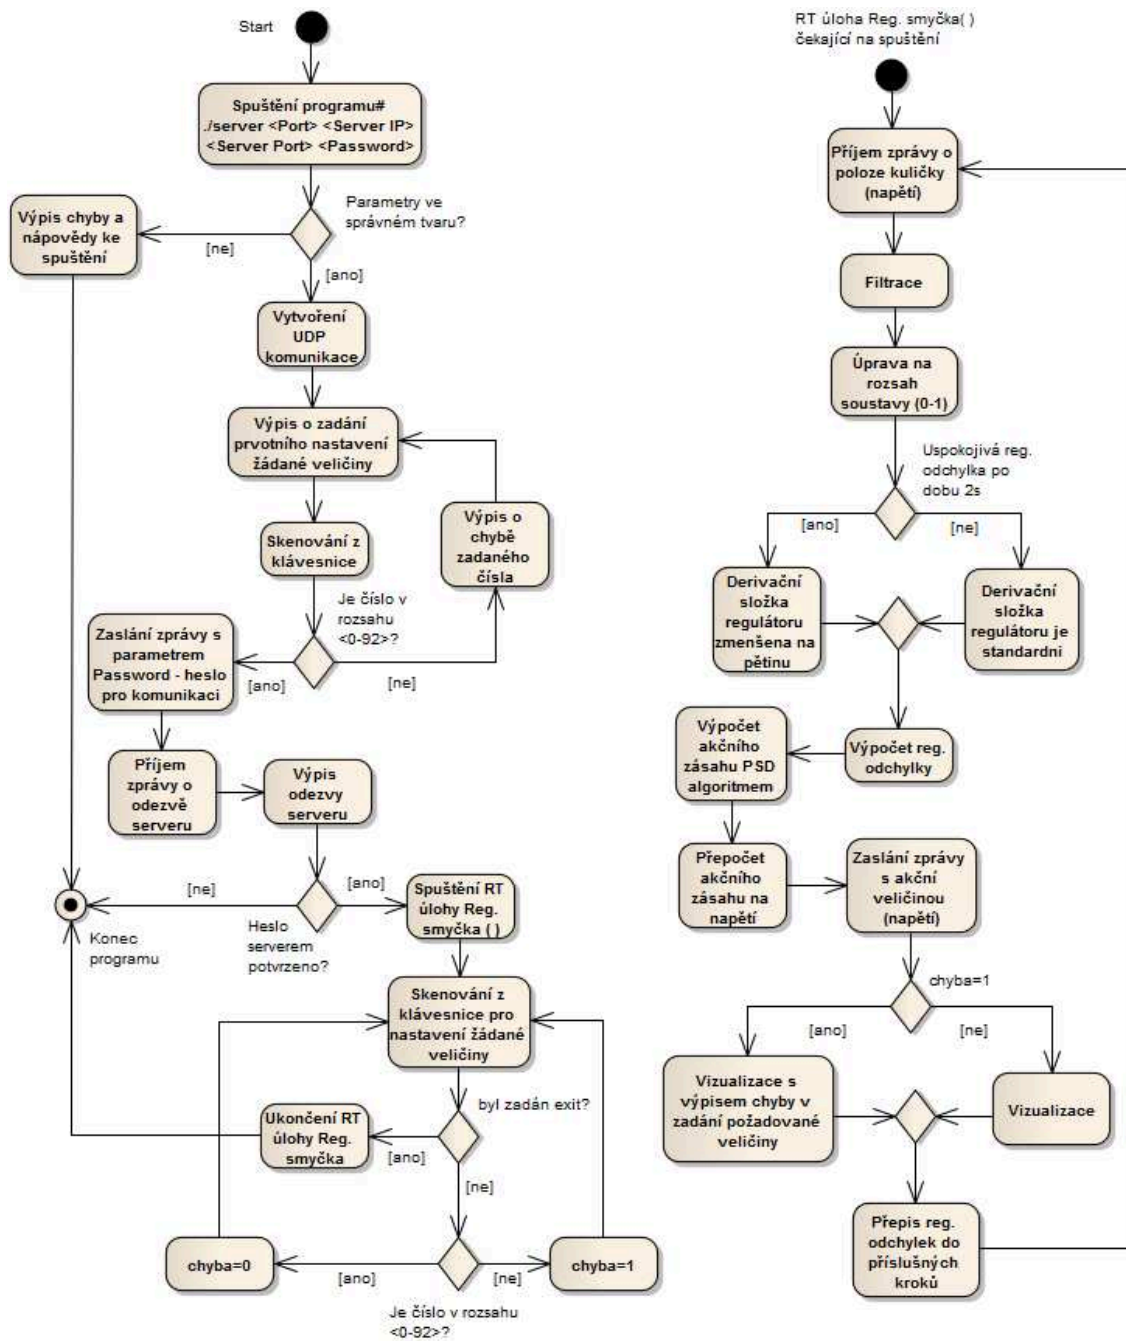 Start
Spuštění programu#
./server <Port> <Server IP>
<Server Port> <Password>
Parametry ve
správném tvaru?
[ne]
[ano]
Výpis chyby a
nápovědy ke
spuštění
Vytvoření
UDP
komunikace
Výpis o zadání
prvotního nastavení
žádané veličiny
Skenování z
klávesnice
Výpis o
chybě
zadaného
čísla
Je číslo v
rozsahu
<0-92>?
[ano]
[ne]
Zaslání zprávy s
parametrem
Password - heslo
pro komunikaci
Příjem
zprávy o
odezvě
serveru
Výpis
odezvy
serveru
[ne]
[ano]
Heslo
serverem
potvrzeno?
Konec
programu
Spuštění RT
úlohy Reg.
smyčka ( )
Skenování z
klávesnice pro
nastavení žádané
veličiny
byl zadán exit?
[ano]
[ne]
Ukončení RT
úlohy Reg.
smyčka
chyba=0
[ano]
[ne]
chyba=1
Je číslo v rozsahu
<0-92>?
RT úloha Reg. smyčka( )
čekající na spuštění
Příjem zprávy o
poloze kuličky
(napětí)
Filtrace
Úprava na
rozsah
soustavy (0-1)
Uspokojivá reg.
odchylka po
dobu 2s
[ano]
[ne]
Derivační
složka
regulátoru
zmenšena na
pětinu
Derivační
složka
regulátoru je
standardni
Výpočet reg.
odchylky
Výpočet
akčního
zásahu PSD
algoritmem
Přepočet
akčního
zásahu na
napětí
Zaslání zprávy
s akční
veličinou
(napětí)
chyba=1
[ano]
[ne]
Vizualizace s
výpisem chyby v
zadání požadované
veličiny
Vizualizace
Přepis reg.
odchylek do
příslušných
kroků